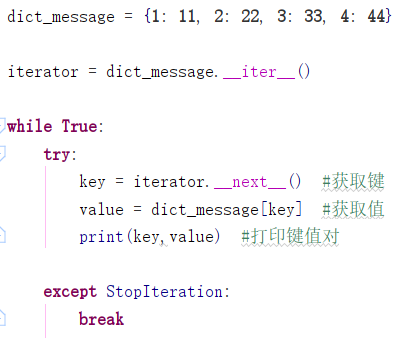 dict_message = {1: 11, 2: 22, 3: 33, 4: 44}
iterator = dict_message.__iter__()
while True:
    try:
        key = iterator.__next__()  #获取键
        value = dict_message[key]  #获取值
        print(key,value)  #打印键值对
    except StopIteration:
        break